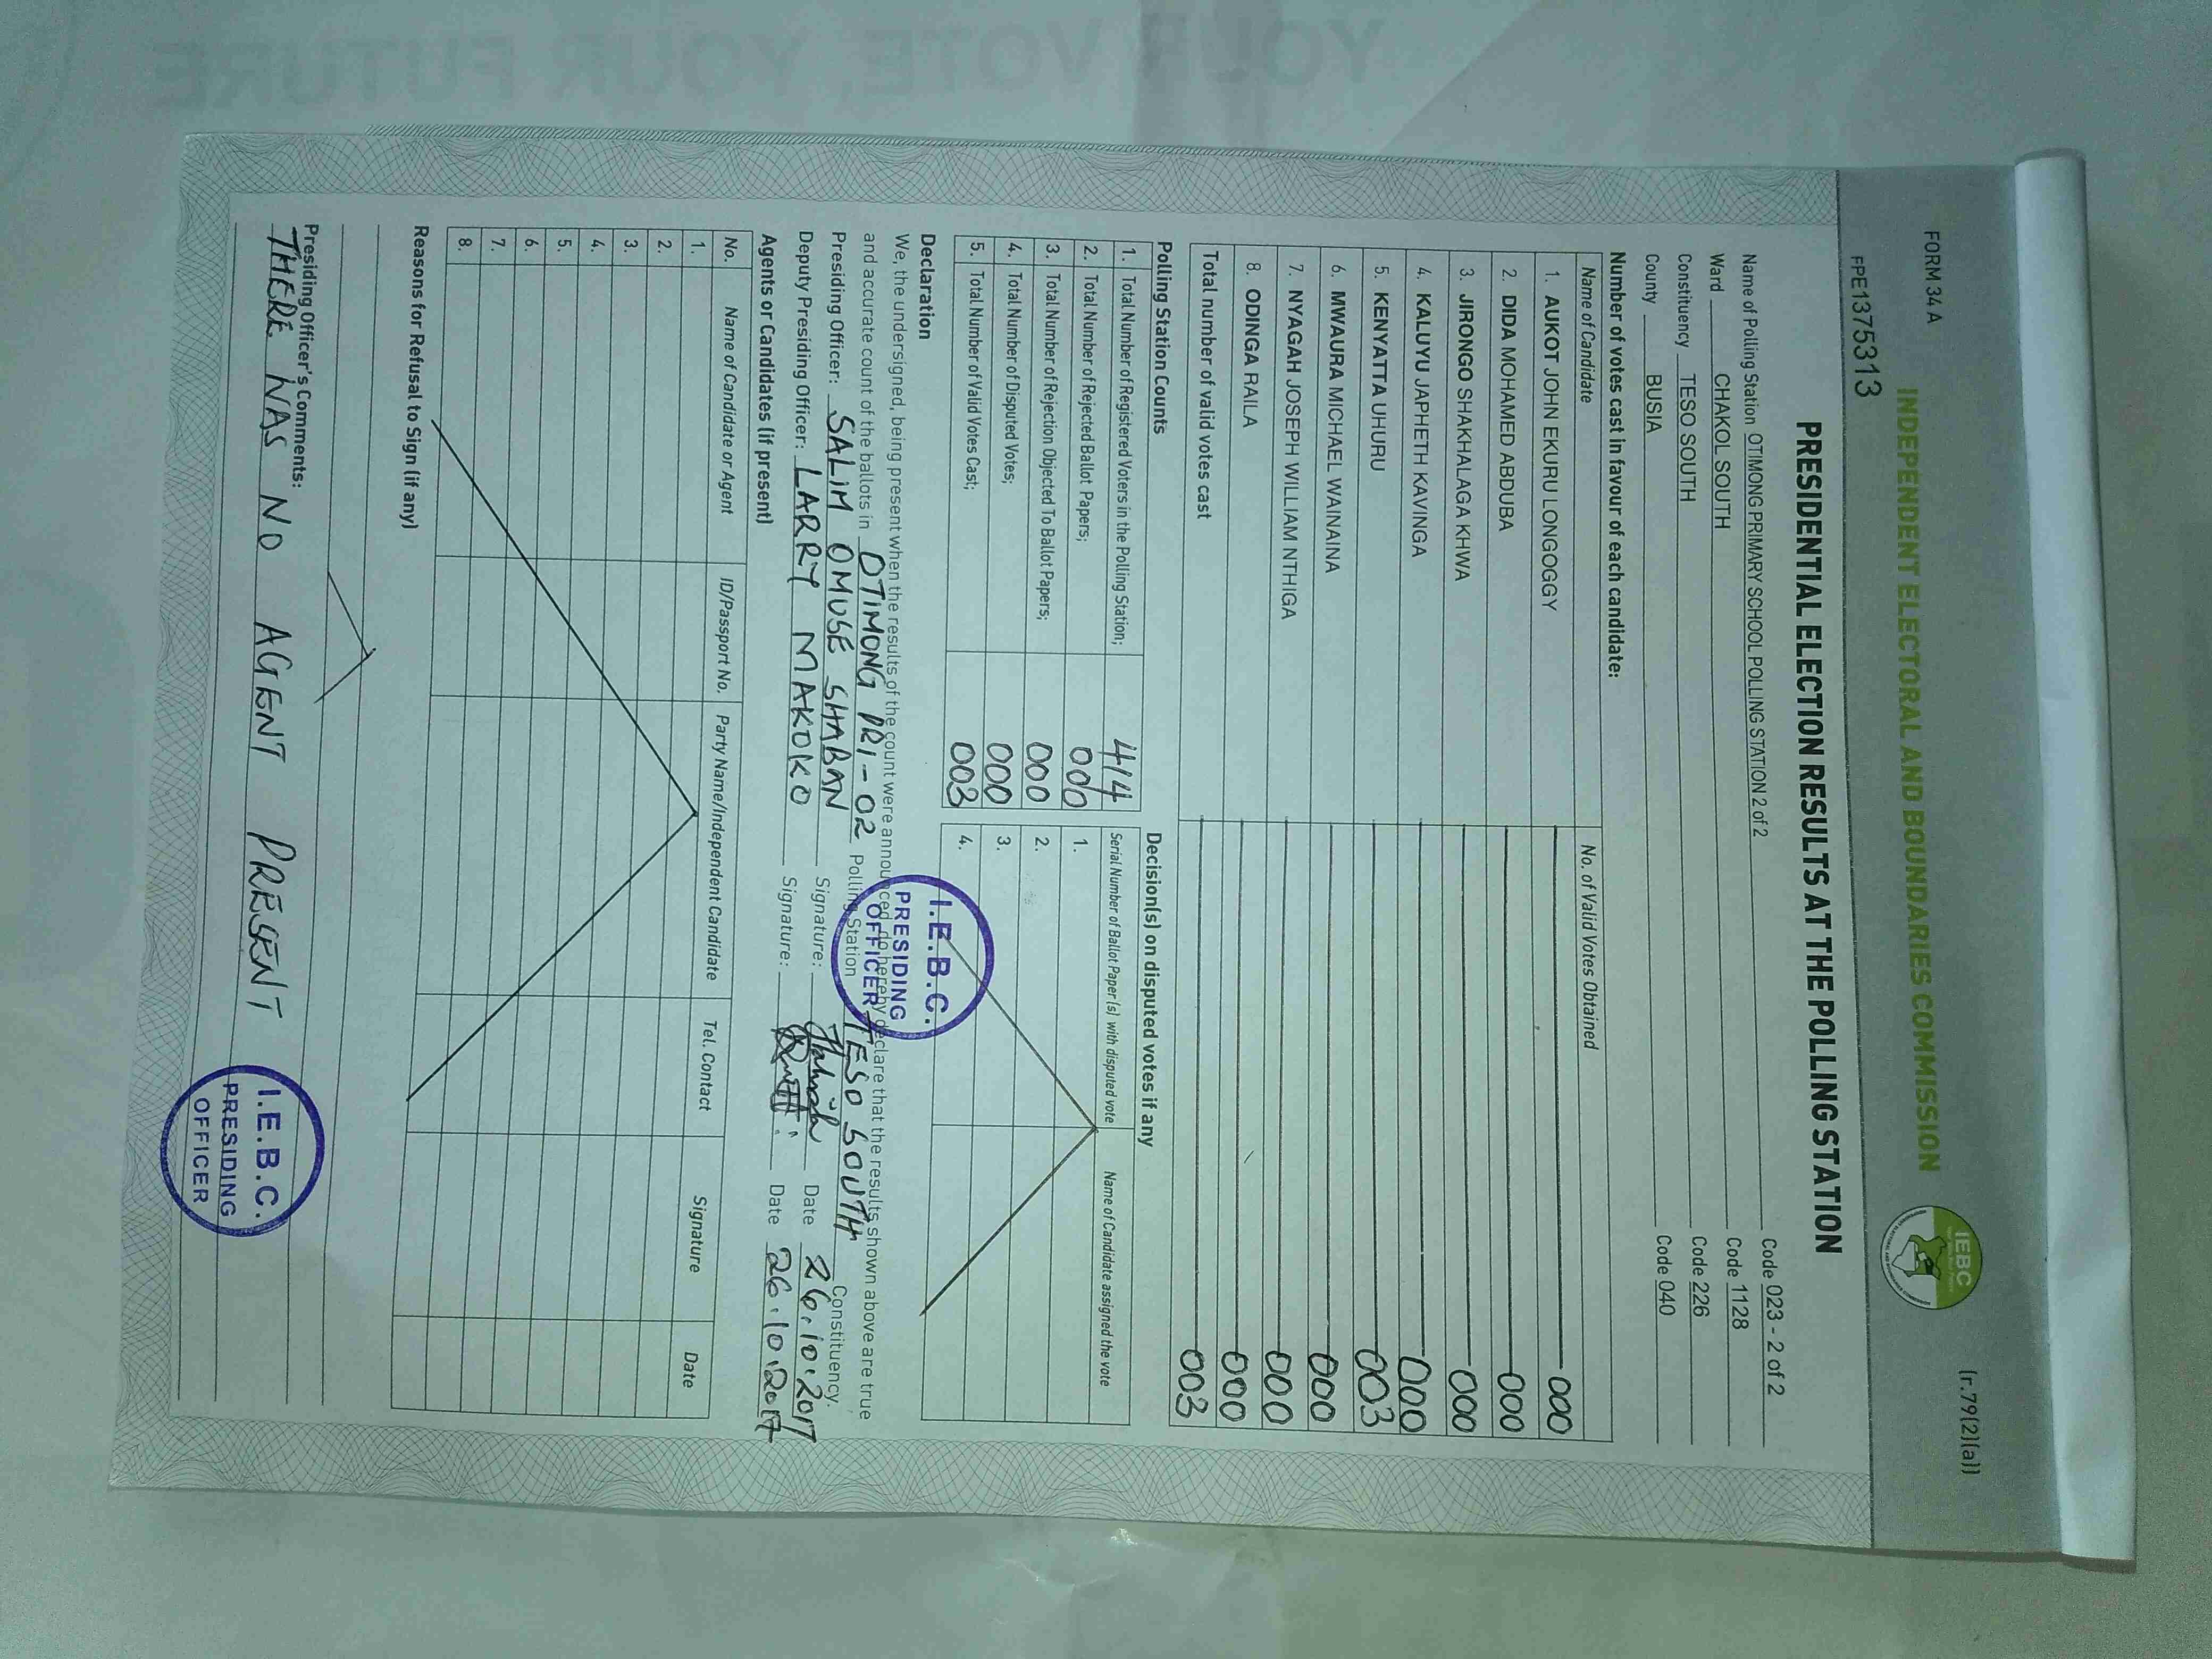 YOUR VOTE, YOUR FUTURE
FORM 34 A
(r.79(2)(a))
INDEPENDENT ELECTORAL AND BOUNDARIES COMMISSION
IEBC
FPE1375313
PRESIDENTIAL ELECTION RESULTS AT THE POLLING STATION
Name of Polling Station OTIMONG PRIMARY SCHOOL POLLING STATION 2 of 2 Code 023 - 2 of 2
Ward CHAKOL SOUTH Code 1128
Constituency TESO SOUTH Code 226
County BUSIA Code 040
Number of votes cast in favour of each candidate:
Name of Candidate No. of Valid Votes Obtained
1. AUKOT JOHN EKURU LONGOGGY 000
2. DIDA MOHAMED ABDUBA 000
3. JIRONGO SHAKHALAGA KHWA 000
4. KALUYU JAPHETH KAVINGA 000
5. KENYATTA UHURU 003
6. MWAURA MICHAEL WAINAINA 000
7. NYAGAH JOSEPH WILLIAM NTHIGA 000
8. ODINGA RAILA 000
Total number of valid votes cast 003
Polling Station Counts
1. Total Number of Registered Voters in the Polling Station; 414
2. Total Number of Rejected Ballot Papers; 000
3. Total Number of Rejection Objected To Ballot Papers; 000
4. Total Number of Disputed Votes; 000
5. Total Number of Valid Votes Cast; 003
Decision(s) on disputed votes if any
Serial Number of Ballot Paper(s) with disputed vote Name of Candidate assigned the vote
1.
2.
3.
4.
Declaration
We, the undersigned, being present when the results of the count were announced, do hereby declare that the results shown above are true
and accurate count of the ballots in OTIMONG PRI - 02 Polling Station TESO SOUTH Constituency.
Presiding Officer: SALIM OMUSE SHABAN Signature: Date 26.10.2017
Deputy Presiding Officer: LARRY MAKOKO Signature: Date 26.10.2017
I.E.B.C.
PRESIDING
OFFICER
Agents or Candidates (if present)
No. Name of Candidate or Agent ID/Passport No. Party Name/Independent Candidate Tel. Contact Signature Date
1.
2.
3.
4.
5.
6.
7.
8.
Reasons for Refusal to Sign (if any)
Presiding Officer's Comments:
THERE WAS NO AGENT PRESENT
I.E.B.C.
PRESIDING
OFFICER